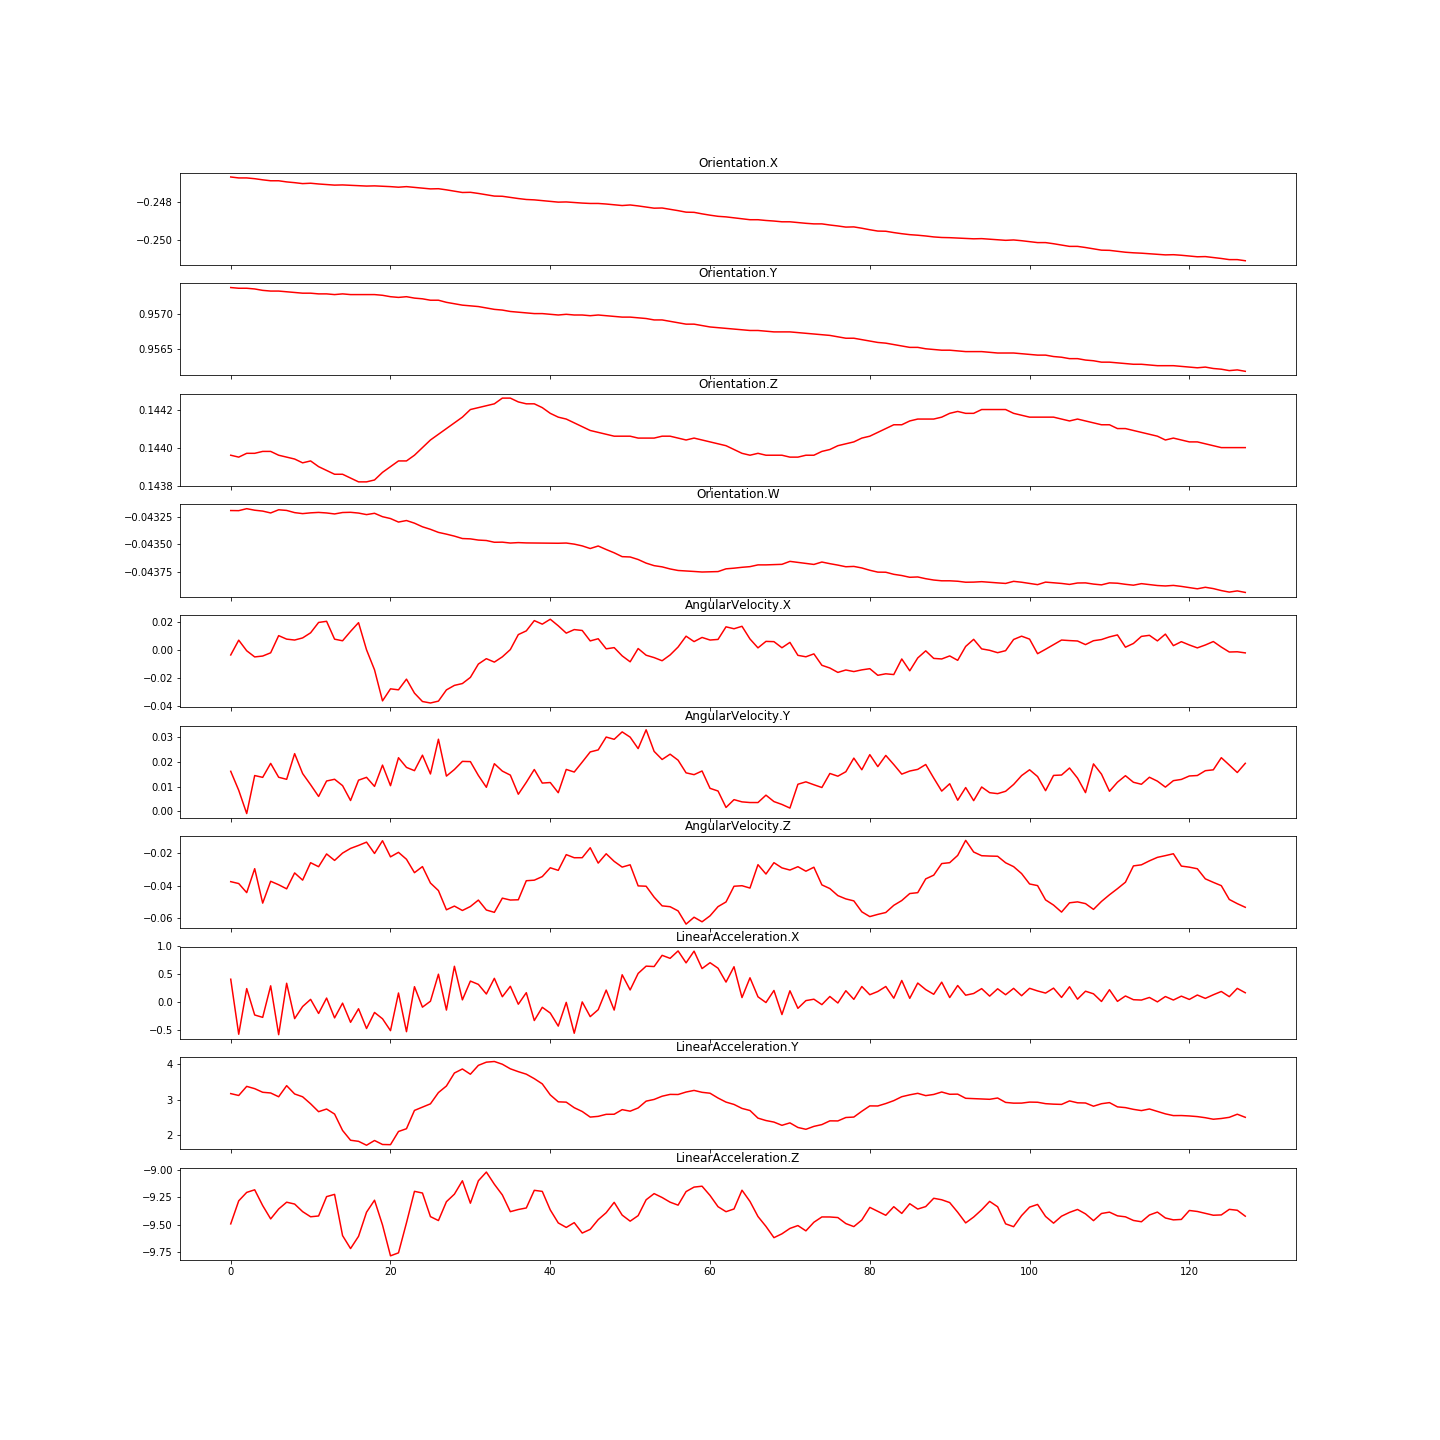 Orientation.X
−0.248
−0.250
Orientation.Y
0.9570
0.9565
Orientation.Z
0.1442
0.1440
0.1438
Orientation.W
−0.04325
−0.04350
−0.04375
AngularVelocity.X
0.02
0.00
−0.02
−0.04
AngularVelocity.Y
0.03
0.02
0.01
0.00
AngularVelocity.Z
−0.02
−0.04
−0.06
LinearAcceleration.X
1.0
0.5
0.0
−0.5
LinearAcceleration.Y
4
3
2
LinearAcceleration.Z
−9.00
−9.25
−9.50
−9.75
0 20 40 60 80 100 120